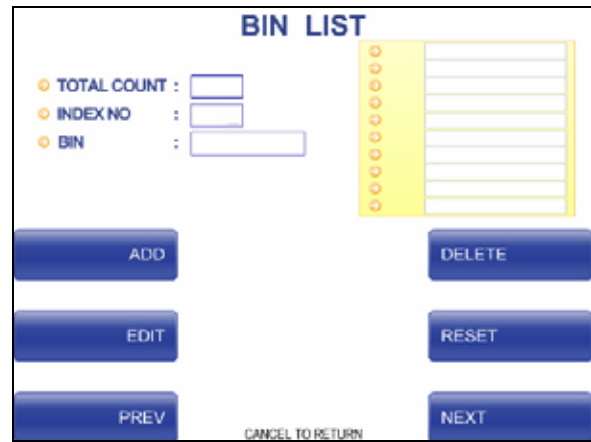 BIN LIST
TOTAL COUNT :
INDEX NO :
BIN :
ADD
DELETE
EDIT
RESET
PREV
NEXT
CANCEL TO RETURN